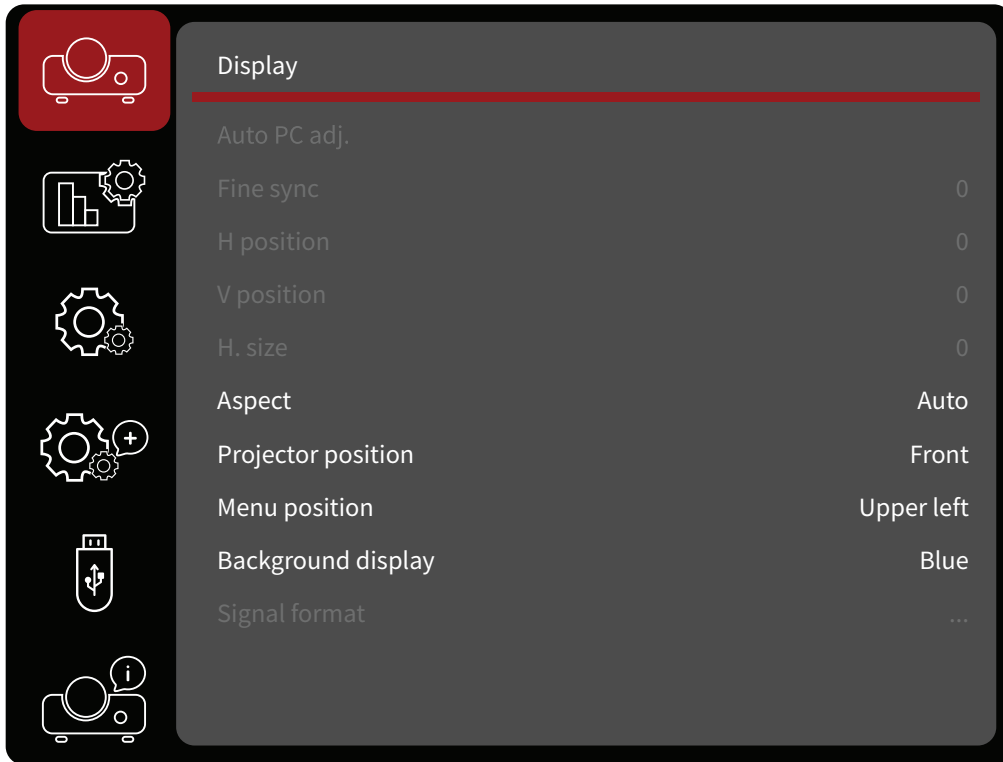 Display
Auto PC adj.
Fine sync 0
H position 0
V position 0
H. size 0
Aspect Auto
Projector position Front
Menu position Upper left
Background display Blue
Signal format ...
i